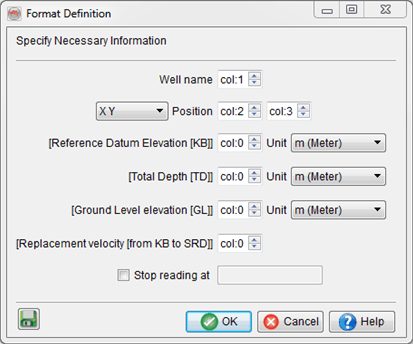 Format Definition
Specify Necessary Information
Well name col:1
X Y Position col:2 col:3
[Reference Datum Elevation [KB]] col:0 Unit m (Meter)
[Total Depth [TD]] col:0 Unit m (Meter)
[Ground Level elevation [GL]] col:0 Unit m (Meter)
[Replacement velocity [from KB to SRD]] col:0
Stop reading at
OK Cancel Help